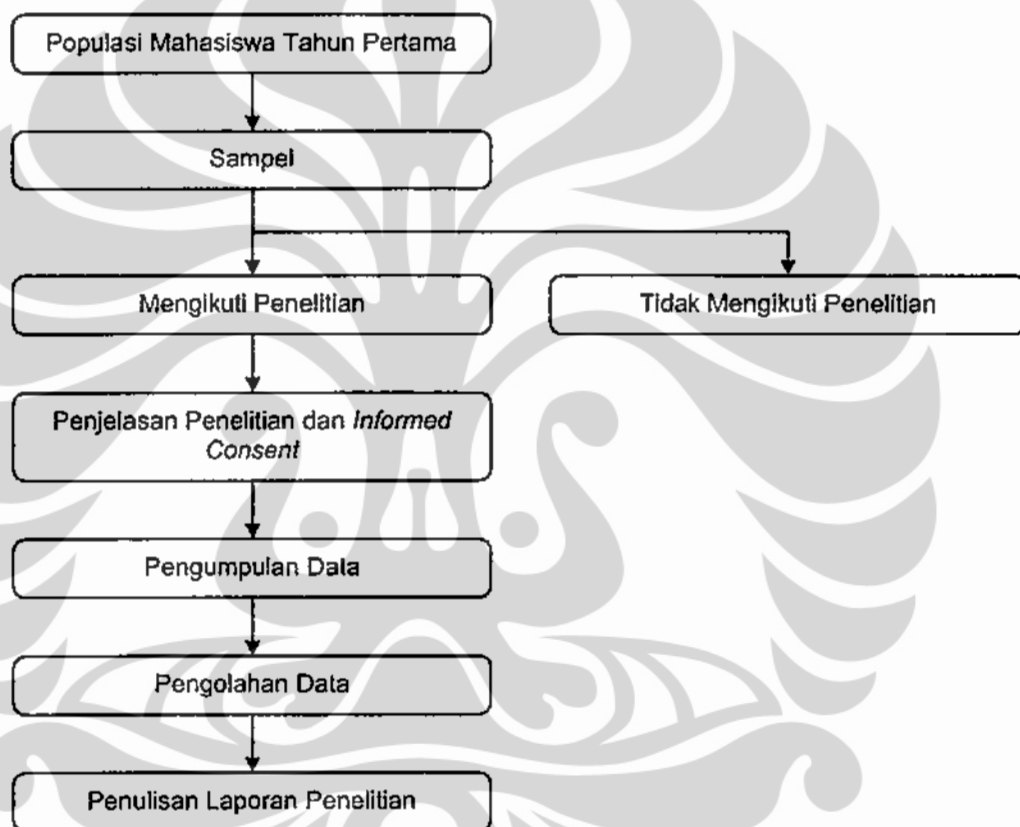 Populasi Mahasiswa Tahun Pertama
Sampel
Mengikuti Penelitian
Tidak Mengikuti Penelitian
Penjelasan Penelitian dan Informed
Consent
Pengumpulan Data
Pengolahan Data
Penulisan Laporan Penelitian